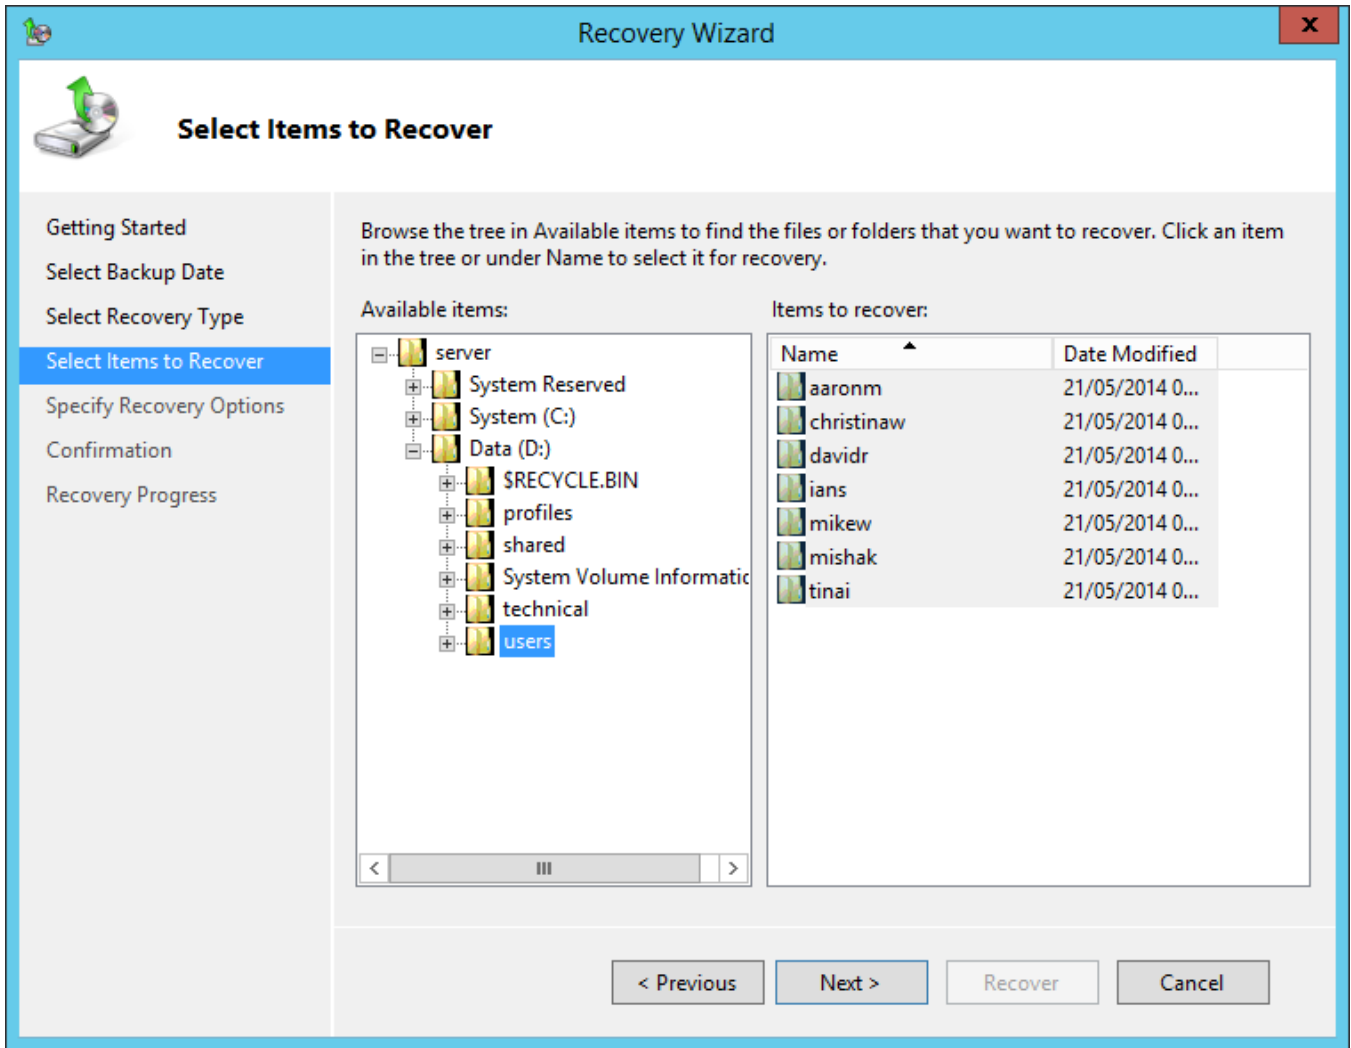 Recovery Wizard
Select Items to Recover
Getting Started
Select Backup Date
Select Recovery Type
Select Items to Recover
Specify Recovery Options
Confirmation
Recovery Progress
Browse the tree in Available items to find the files or folders that you want to recover. Click an item
in the tree or under Name to select it for recovery.
Available items:
server
System Reserved
System (C:)
Data (D:)
$RECYCLE.BIN
profiles
shared
System Volume Informatic
technical
users
Items to recover:
Name Date Modified
aaronm 21/05/2014 0...
christinaw 21/05/2014 0...
davidr 21/05/2014 0...
ians 21/05/2014 0...
mikew 21/05/2014 0...
mishak 21/05/2014 0...
tinai 21/05/2014 0...
< Previous Next > Recover Cancel